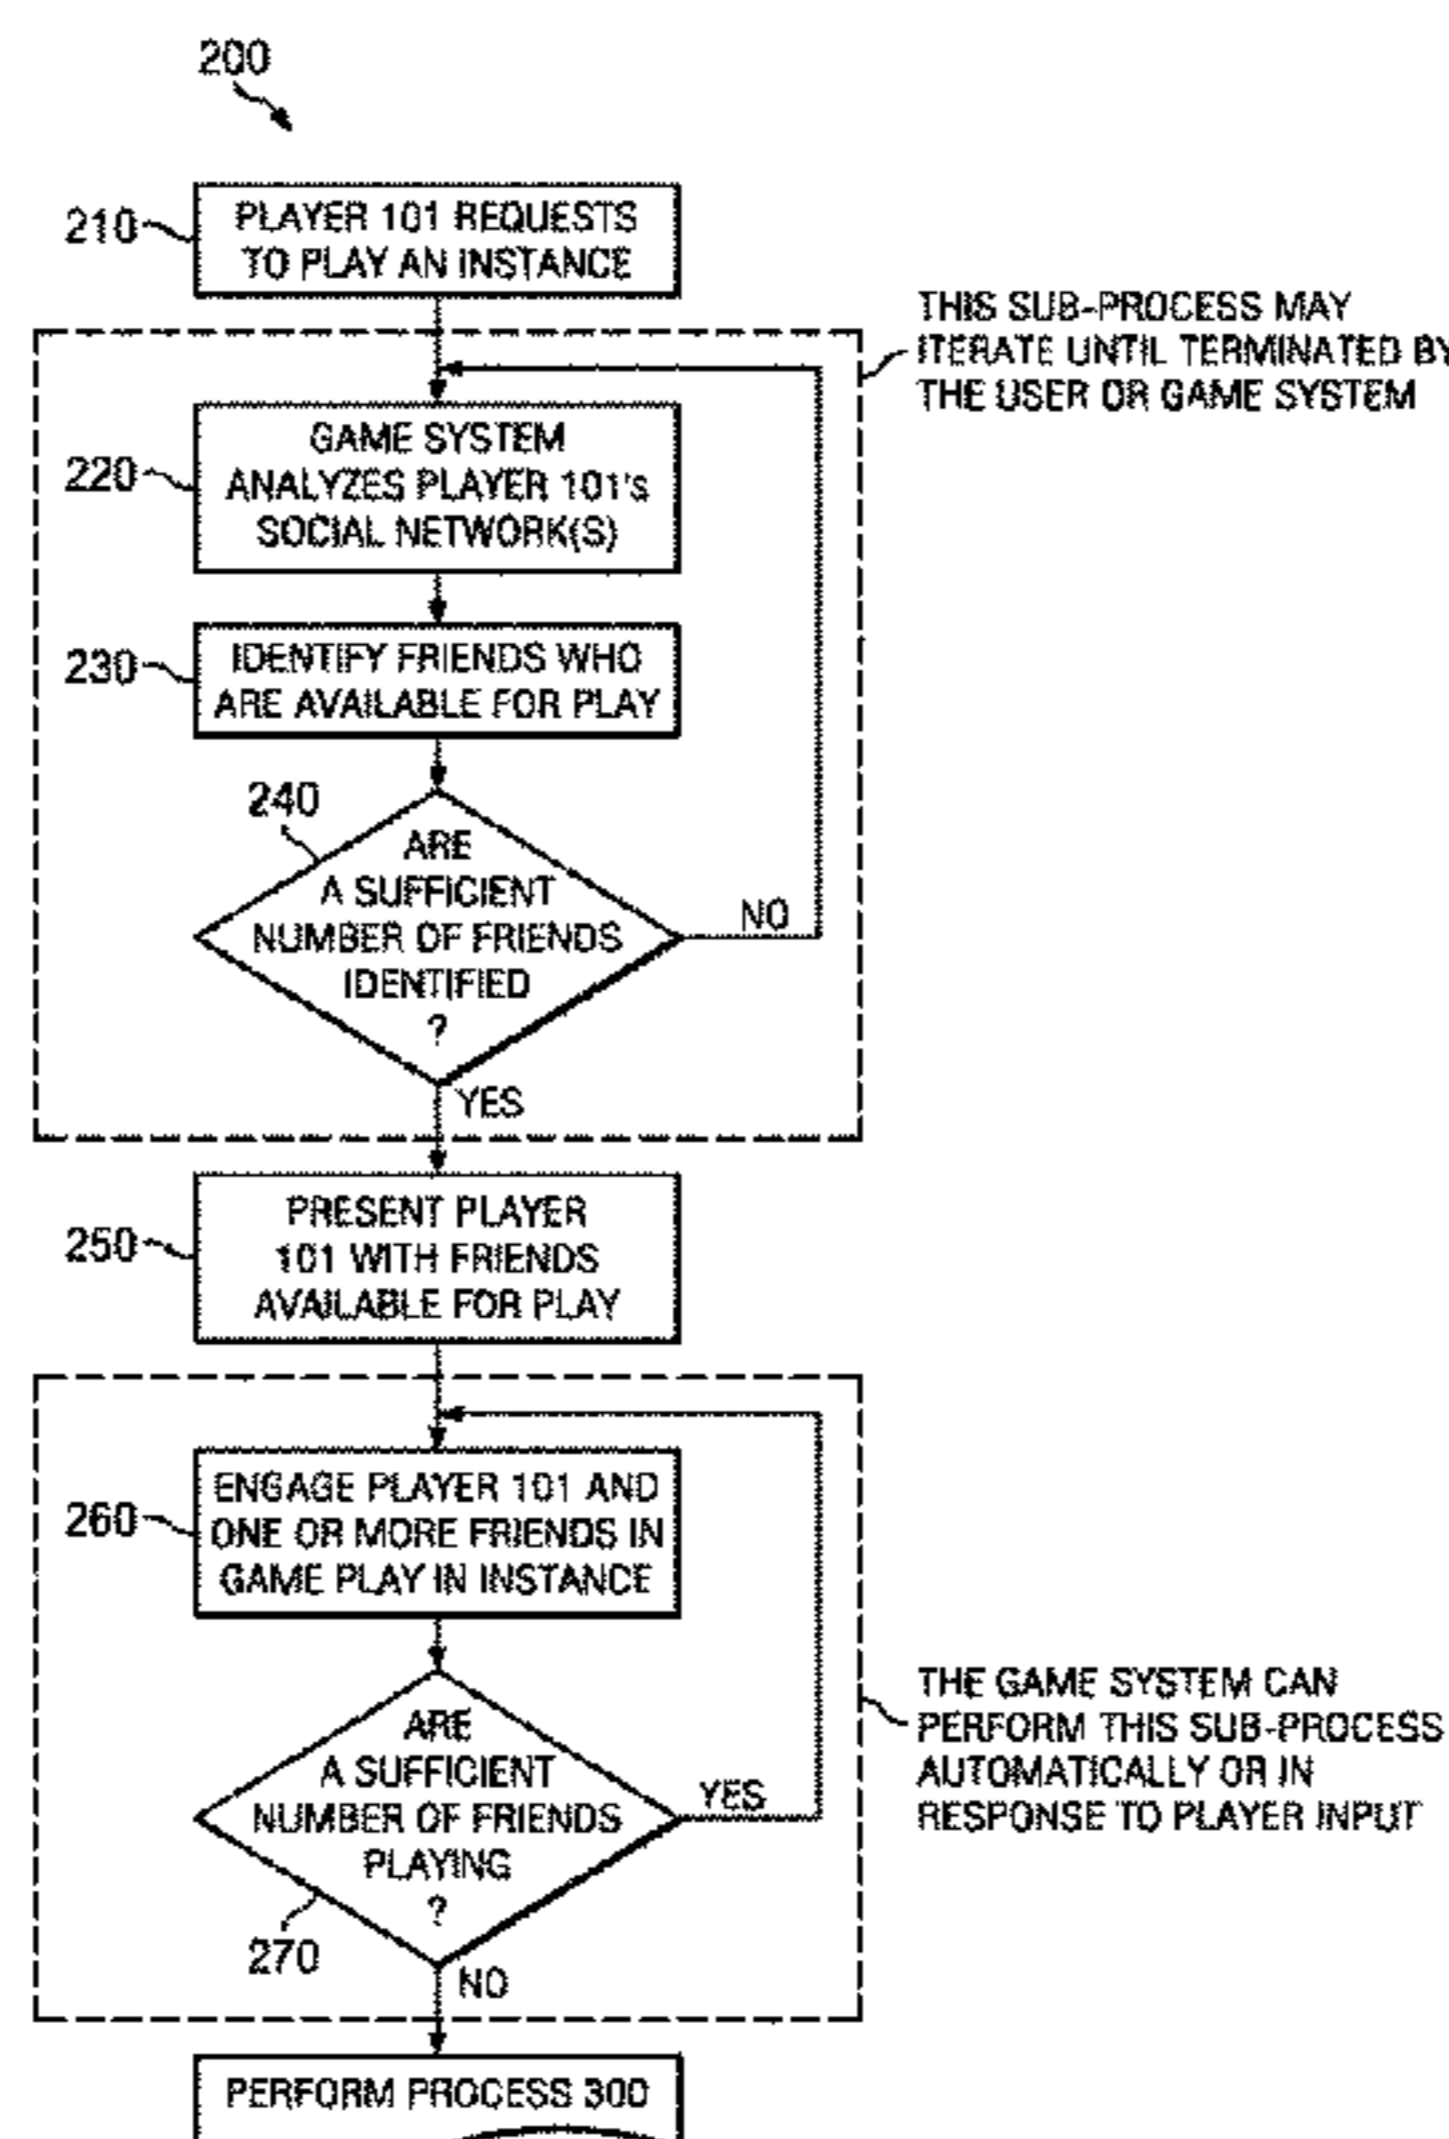 200
210
PLAYER 101 REQUESTS
TO PLAY AN INSTANCE
THIS SUB-PROCESS MAY
ITERATE UNTIL TERMINATED BY
THE USER OR GAME SYSTEM
220
GAME SYSTEM
ANALYZES PLAYER 101's
SOCIAL NETWORK(S)
230
IDENTIFY FRIENDS WHO
ARE AVAILABLE FOR PLAY
240
ARE
A SUFFICIENT
NUMBER OF FRIENDS
IDENTIFIED
?
NO
YES
250
PRESENT PLAYER
101 WITH FRIENDS
AVAILABLE FOR PLAY
260
ENGAGE PLAYER 101 AND
ONE OR MORE FRIENDS IN
GAME PLAY IN INSTANCE
THE GAME SYSTEM CAN
PERFORM THIS SUB-PROCESS
AUTOMATICALLY OR IN
RESPONSE TO PLAYER INPUT
ARE
A SUFFICIENT
NUMBER OF FRIENDS
PLAYING
?
YES
270
NO
PERFORM PROCESS 300